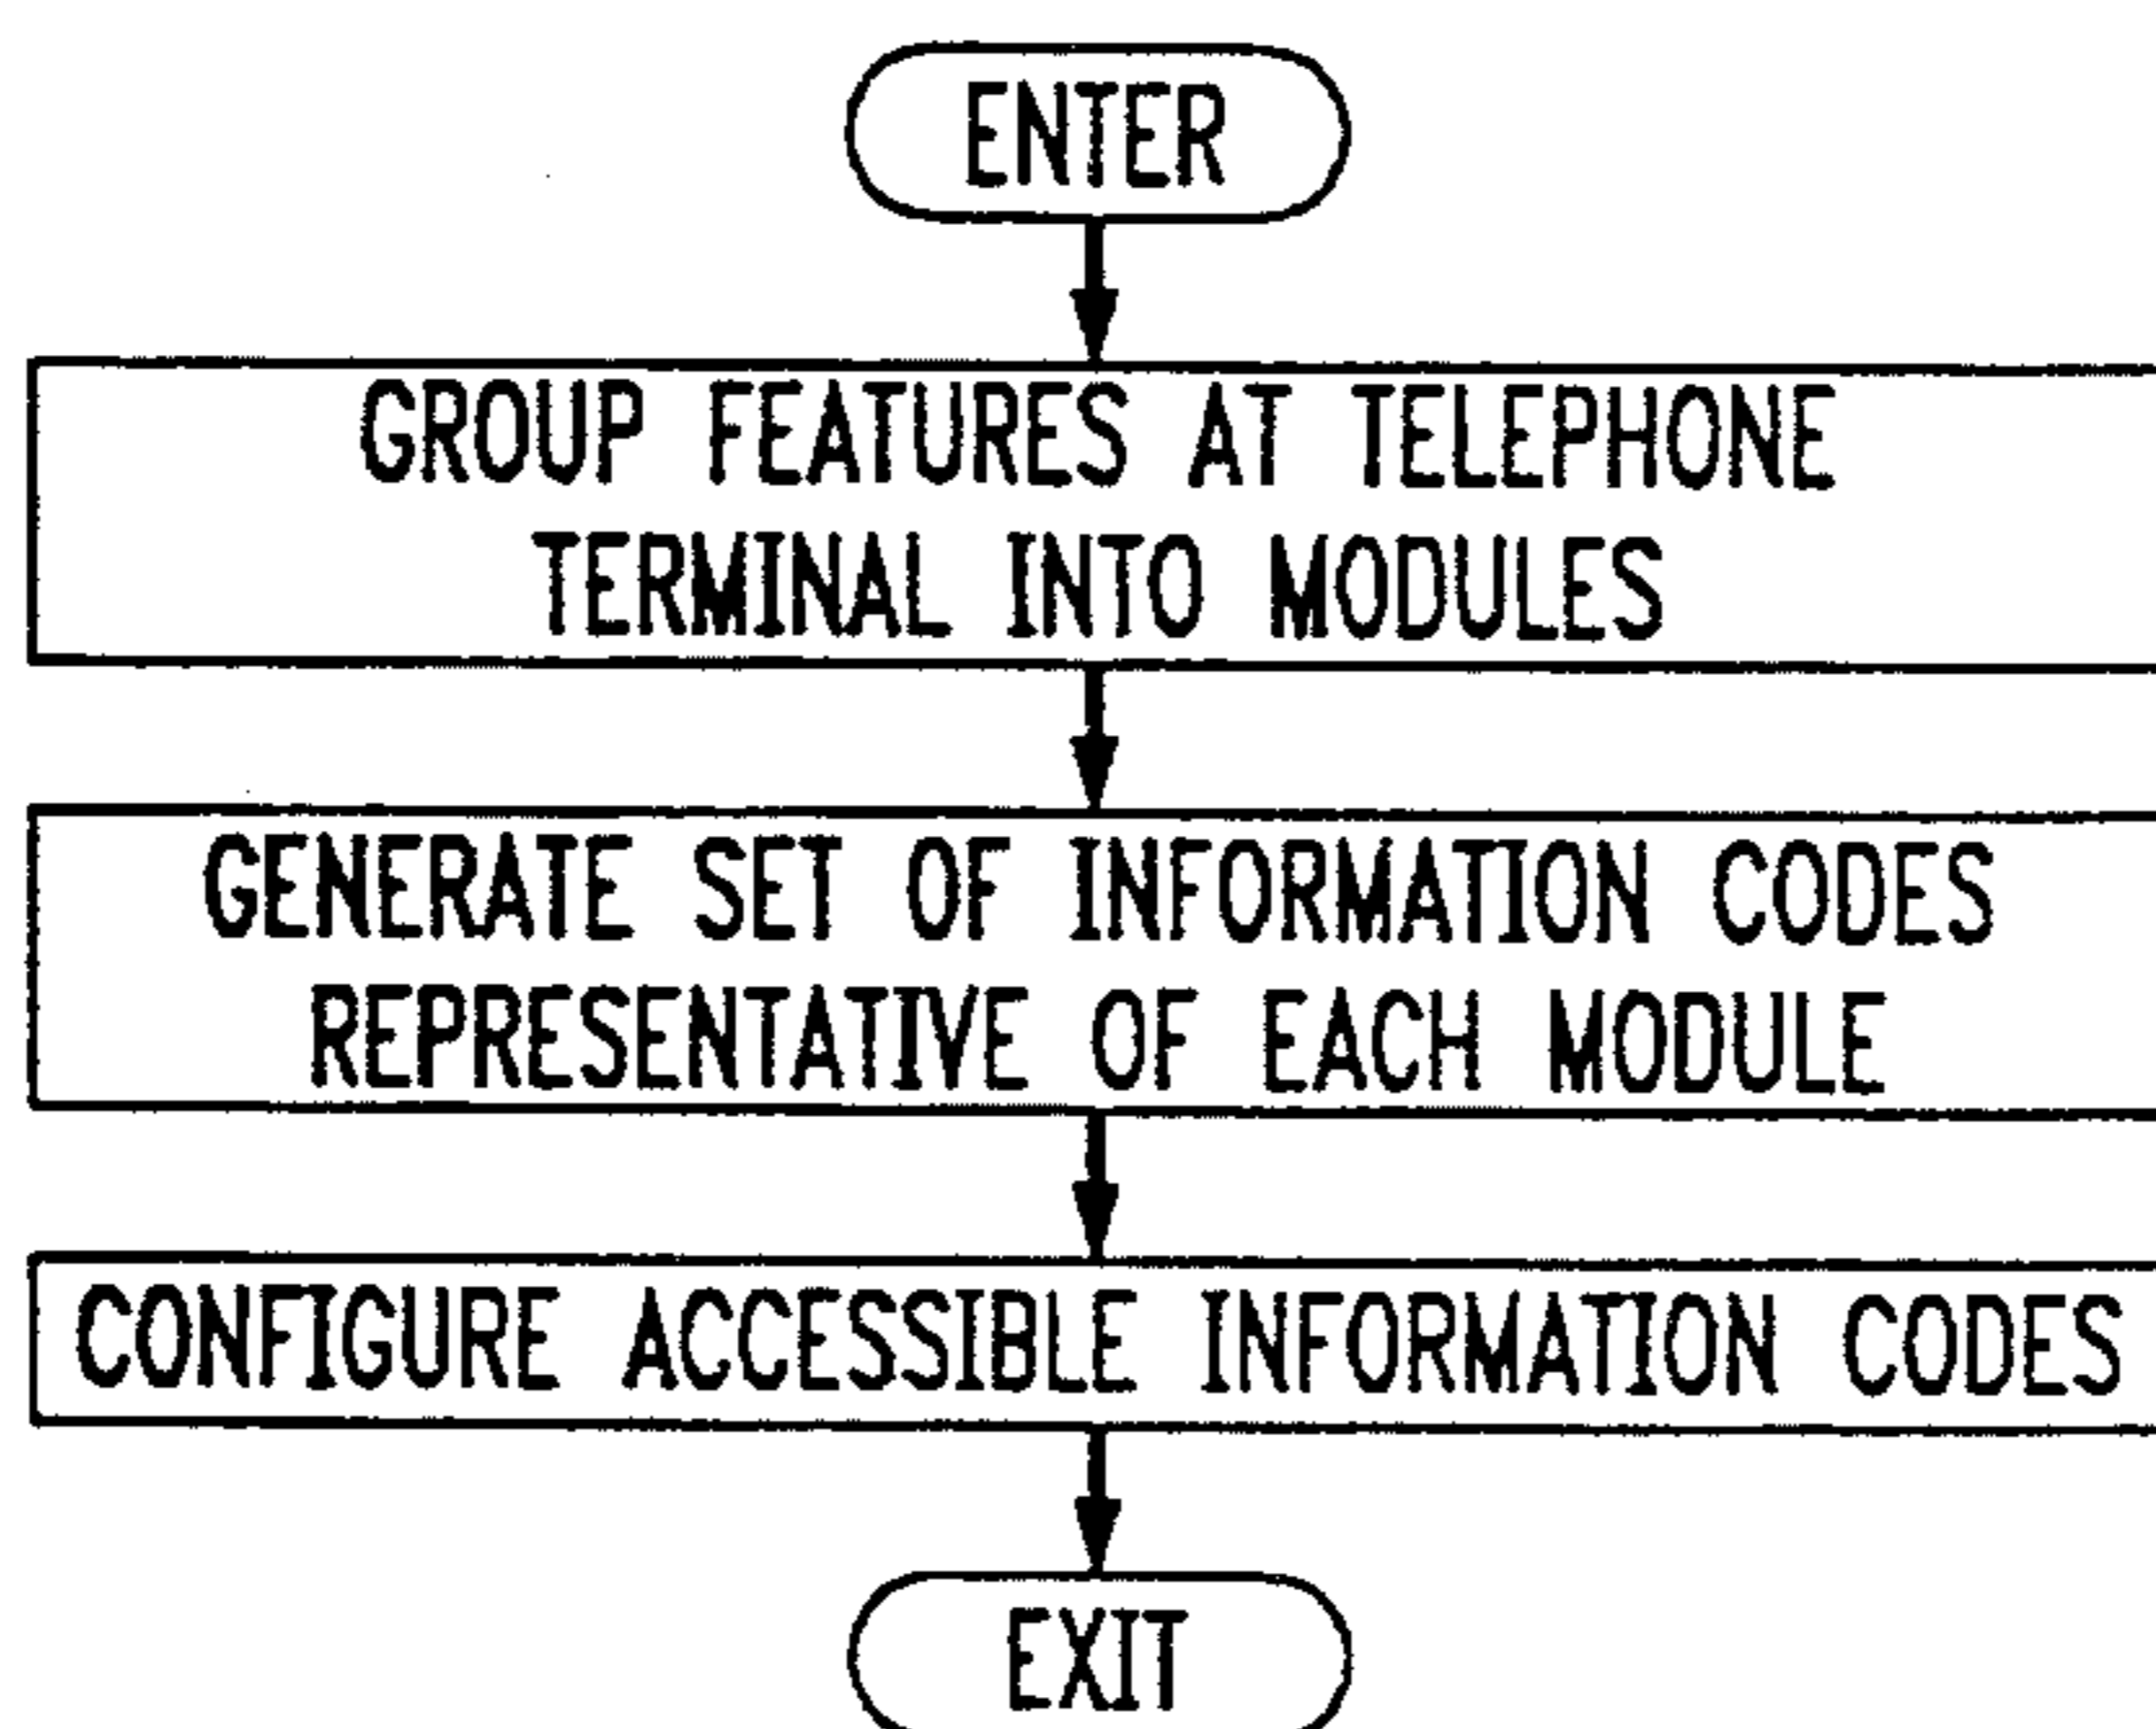 ENTER
GROUP FEATURES AT TELEPHONE
TERMINAL INTO MODULES
GENERATE SET OF INFORMATION CODES
REPRESENTATIVE OF EACH MODULE
CONFIGURE ACCESSIBLE INFORMATION CODES
EXIT